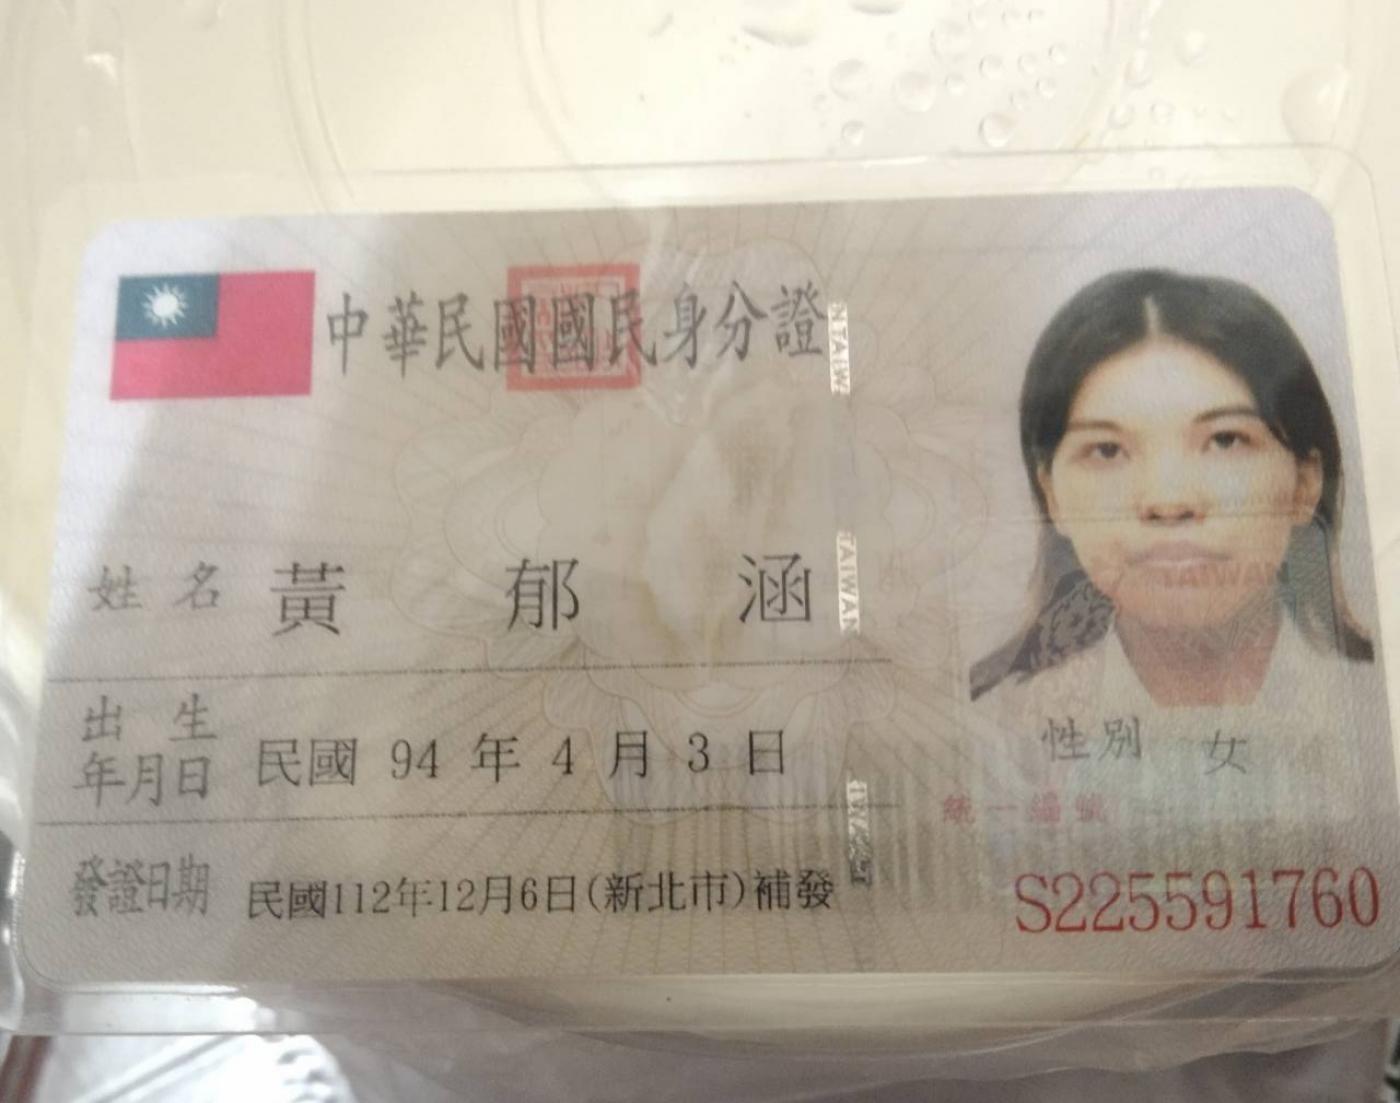 中華民國國民身分證
TAIWAN
姓名 黃郁涵
TAIWAN
出生年月日 民國 94 年 4 月 3 日
性別 女
統一編號
發證日期 民國112年12月6日(新北市)補發
S225591760